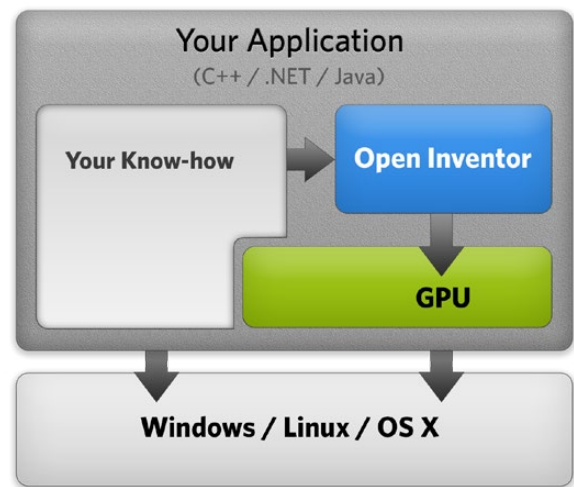 Your Application
(C++ / .NET / Java)
Your Know-how
Open Inventor
GPU
Windows / Linux / OS X